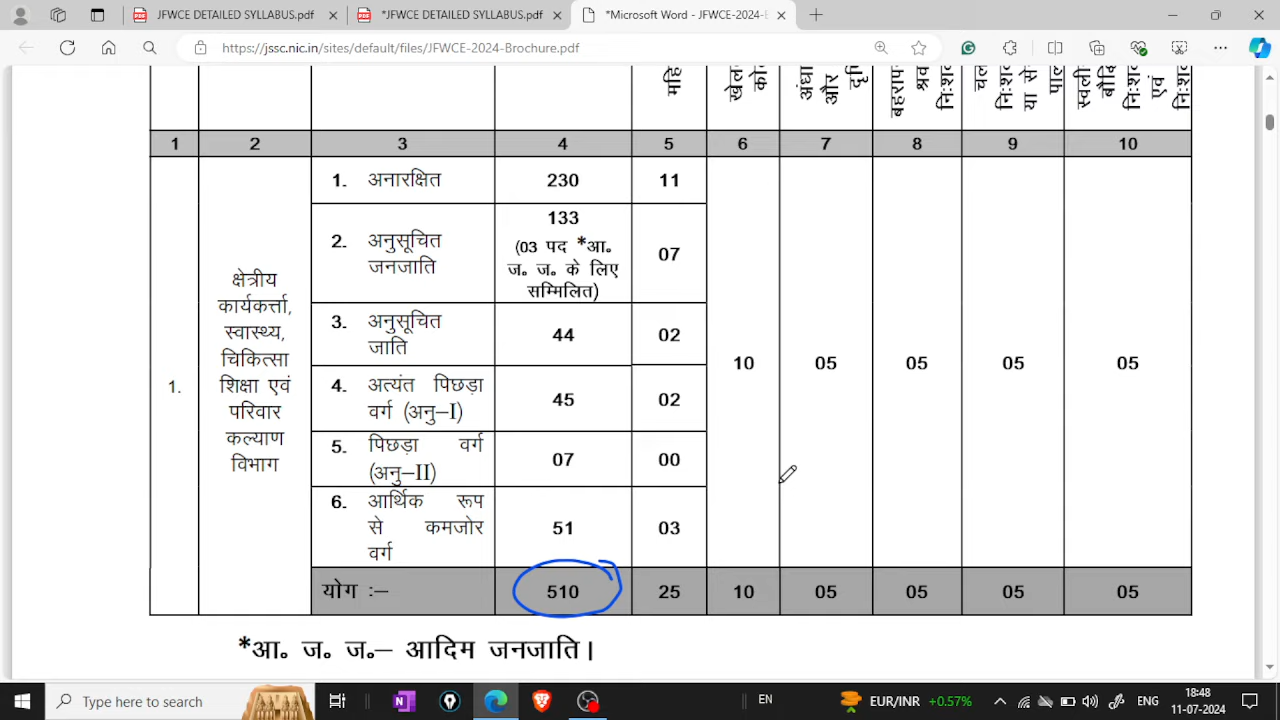 JFWCE DETAILED SYLLABUS.pdf
*JFWCE DETAILED SYLLABUS.pdf
*Microsoft Word - JFWCE-2024-B
https://jssc.nic.in/sites/default/files/JFWCE-2024-Brochure.pdf
1 2 3 4 5 6 7 8 9 10
1.
क्षेत्रीय
कार्यकर्त्ता,
स्वास्थ्य,
चिकित्सा
शिक्षा एवं
परिवार
कल्याण
विभाग
1. अनारक्षित 230 11
2. अनुसूचित
जनजाति
133
(03 पद *आ॰
ज॰ ज॰ के लिए
सम्मिलित)
07
3. अनुसूचित
जाति
44 02
4. अत्यंत पिछड़ा
वर्ग (अनु–I)
45 02
5. पिछड़ा वर्ग
(अनु–II)
07 00
6. आर्थिक रूप
से कमजोर
वर्ग
51 03
10 05 05 05 05
योग :– 510 25 10 05 05 05 05
*आ॰ ज॰ ज॰– आदिम जनजाति।
Type here to search
EN
EUR/INR +0.57%
ENG
18:48
11-07-2024